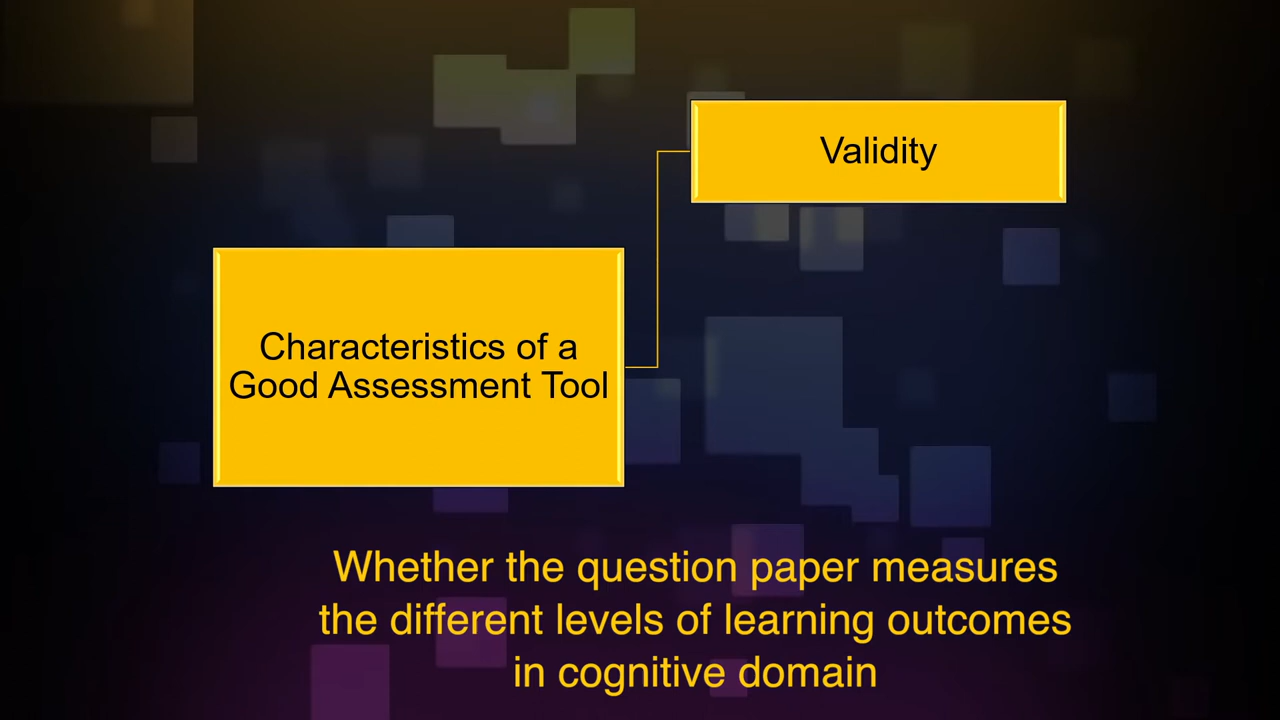 Validity
Characteristics of a
Good Assessment Tool
Whether the question paper measures
the different levels of learning outcomes
in cognitive domain